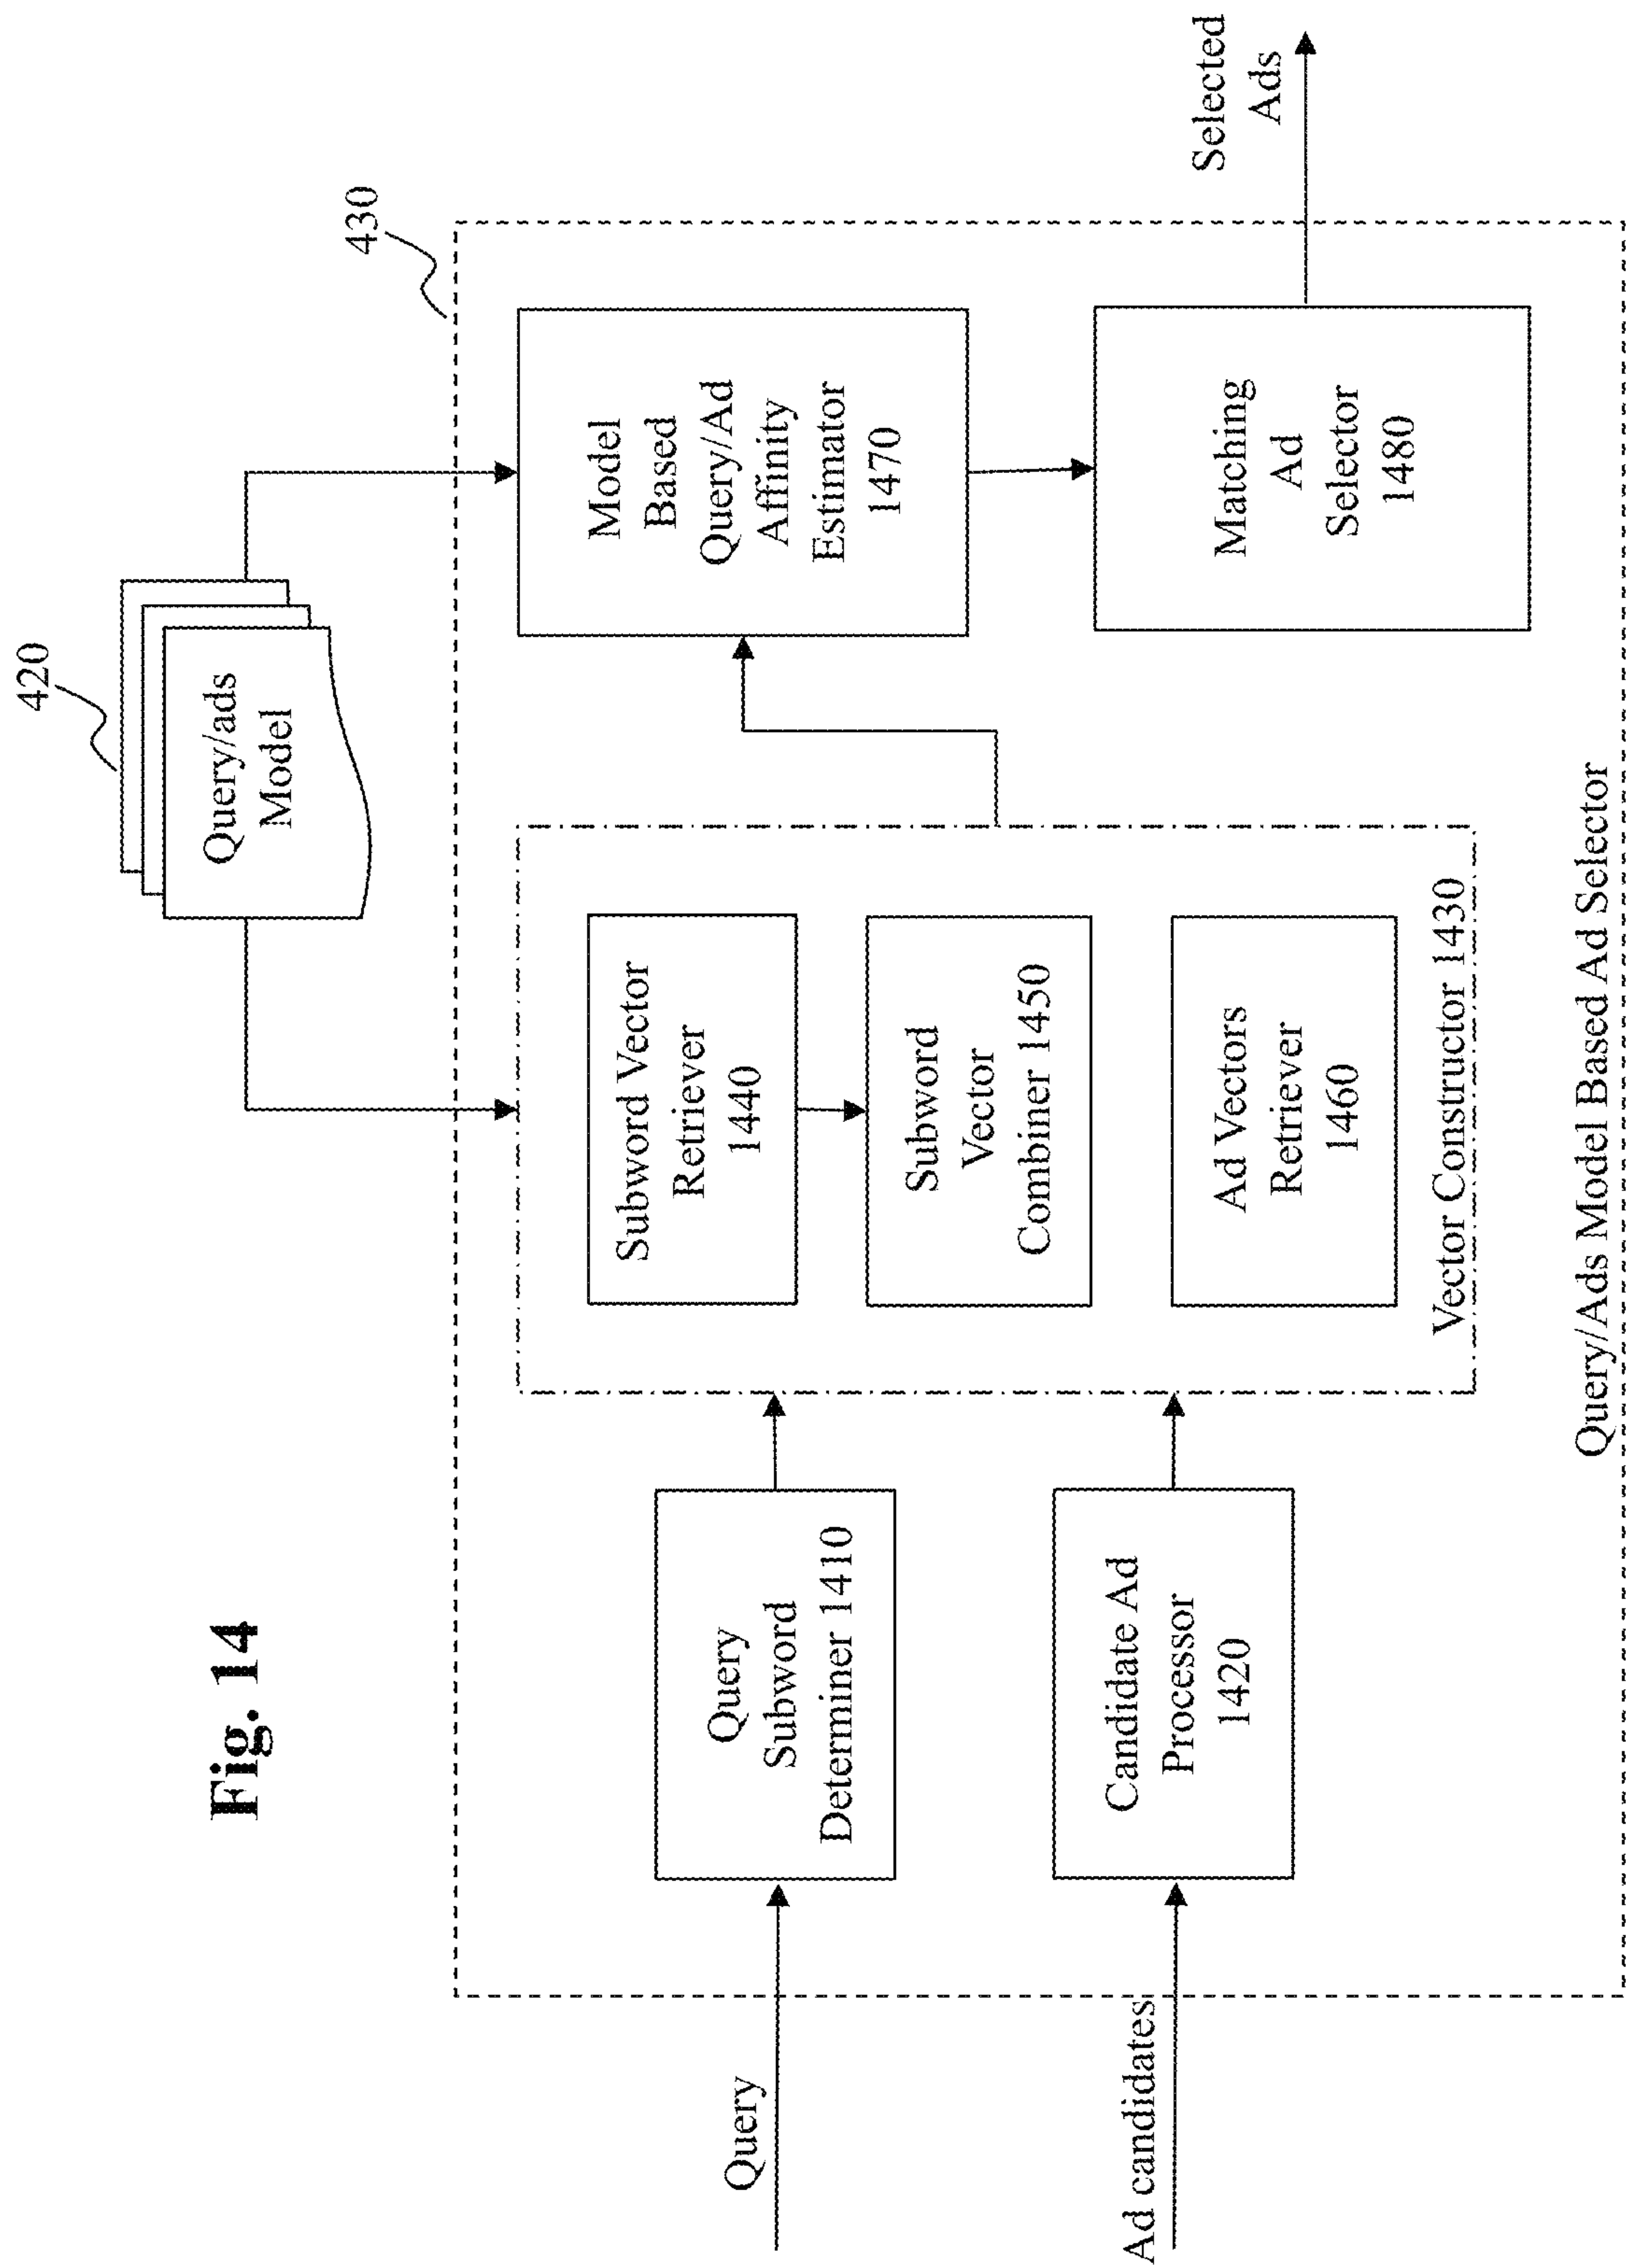 Fig. 14
420
Query/ads
Model
430
Query
Query
Subword
Determiner 1410
Subword Vector
Retriever
1440
Subword
Vector
Combiner 1450
Model
Based
Query/Ad
Affinity
Estimator
1470
Ad candidates
Candidate Ad
Processor
1420
Ad Vectors
Retriever
1460
Vector Constructor 1430
Matching
Ad
Selector
1480
Selected
Ads
Query/Ads Model Based Ad Selector